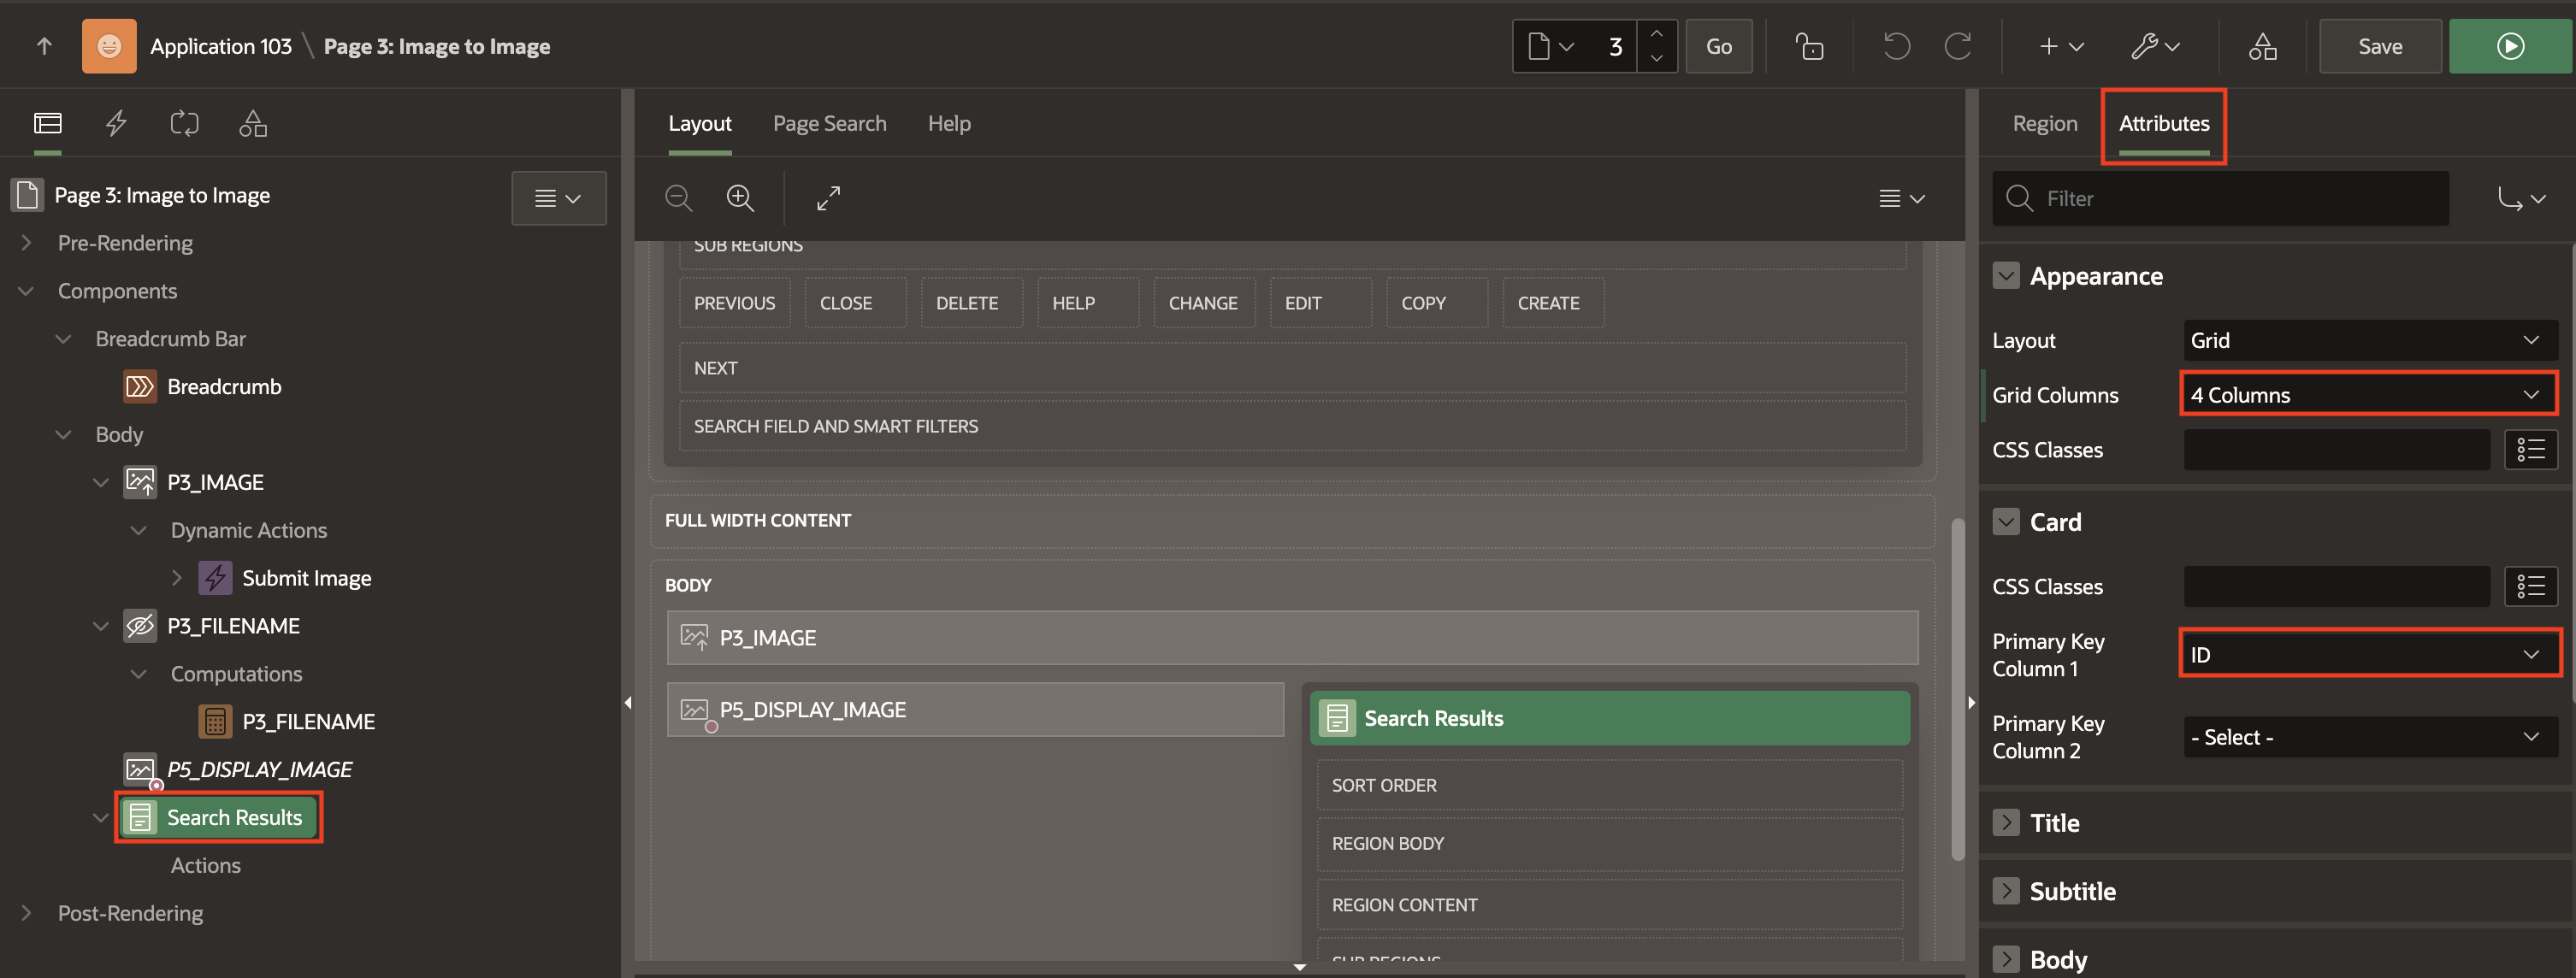 Application 103 \ Page 3: Image to Image
3
Go
Save
Page 3: Image to Image
Pre-Rendering
Components
Breadcrumb Bar
Breadcrumb
Body
P3_IMAGE
Dynamic Actions
Submit Image
P3_FILENAME
Computations
P3_FILENAME
P5_DISPLAY_IMAGE
Search Results
Actions
Post-Rendering
Layout Page Search Help
SUB REGIONS
PREVIOUS CLOSE DELETE HELP CHANGE EDIT COPY CREATE
NEXT
SEARCH FIELD AND SMART FILTERS
FULL WIDTH CONTENT
BODY
P3_IMAGE
P5_DISPLAY_IMAGE
Search Results
SORT ORDER
REGION BODY
REGION CONTENT
SUB REGIONS
Region Attributes
Filter
Appearance
Layout Grid
Grid Columns 4 Columns
CSS Classes
Card
CSS Classes
Primary Key
Column 1
ID
Primary Key
Column 2
- Select -
Title
Subtitle
Body